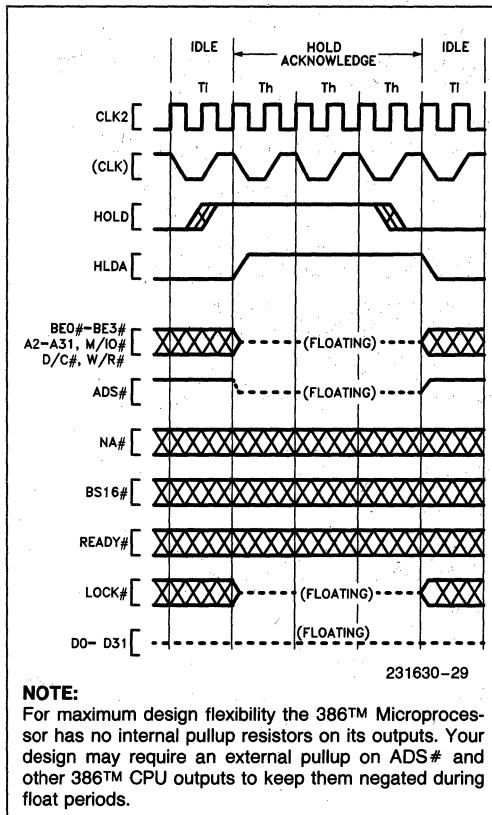 IDLE HOLD ACKNOWLEDGE IDLE
Ti Th Th Th Ti
CLK2
(CLK)
HOLD
HLDA
BE0#-BE3#
A2-A31, M/IO# (FLOATING)
D/C#, W/R#
ADS# (FLOATING)
NA#
BS16#
READY#
LOCK# (FLOATING)
D0- D31 (FLOATING)
231630-29
NOTE:
For maximum design flexibility the 386™ Microproces-
sor has no internal pullup resistors on its outputs. Your
design may require an external pullup on ADS# and
other 386™ CPU outputs to keep them negated during
float periods.